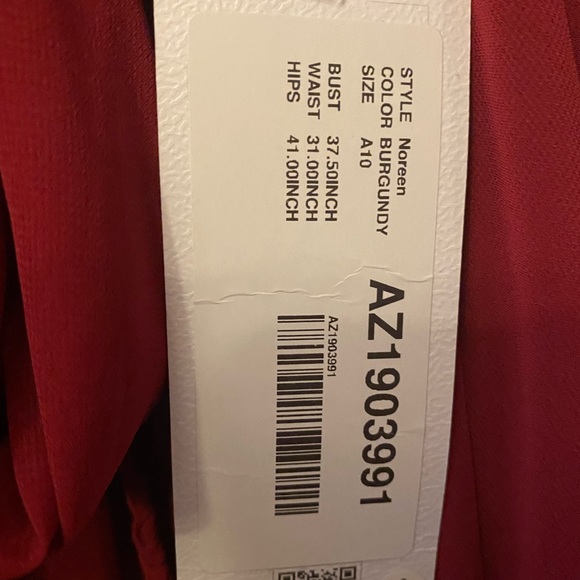 STYLE Noreen
COLOR BURGUNDY
SIZE A10
BUST 37.50INCH
WAIST 31.00INCH
HIPS 41.00INCH
AZ1903991
AZ1903991